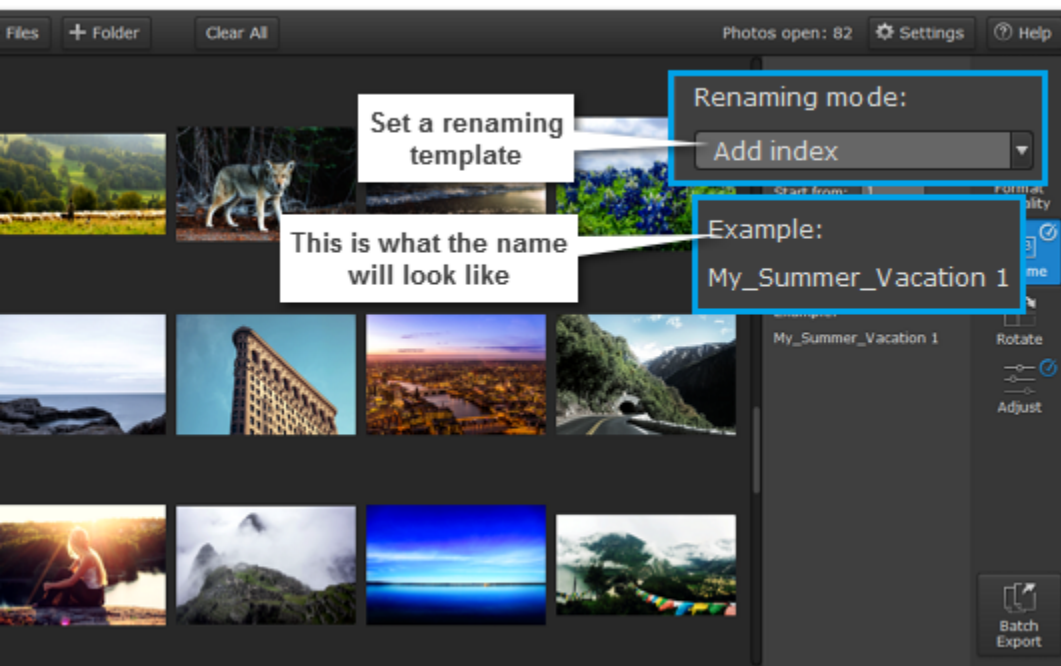 Files + Folder Clear All Photos open: 82 Settings ? Help
Renaming mode:
Set a renaming
template
Add index
Start from: 1
Format
ality
This is what the name
will look like
Example:
My_Summer_Vacation 1
me
Example:
My_Summer_Vacation 1
Rotate
Adjust
Batch
Export